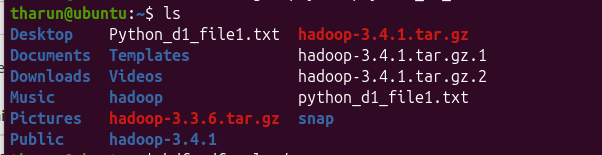 tharun@ubuntu:~$ ls
Desktop Python_d1_file1.txt hadoop-3.4.1.tar.gz
Documents Templates hadoop-3.4.1.tar.gz.1
Downloads Videos hadoop-3.4.1.tar.gz.2
Music hadoop python_d1_file1.txt
Pictures hadoop-3.3.6.tar.gz snap
Public hadoop-3.4.1